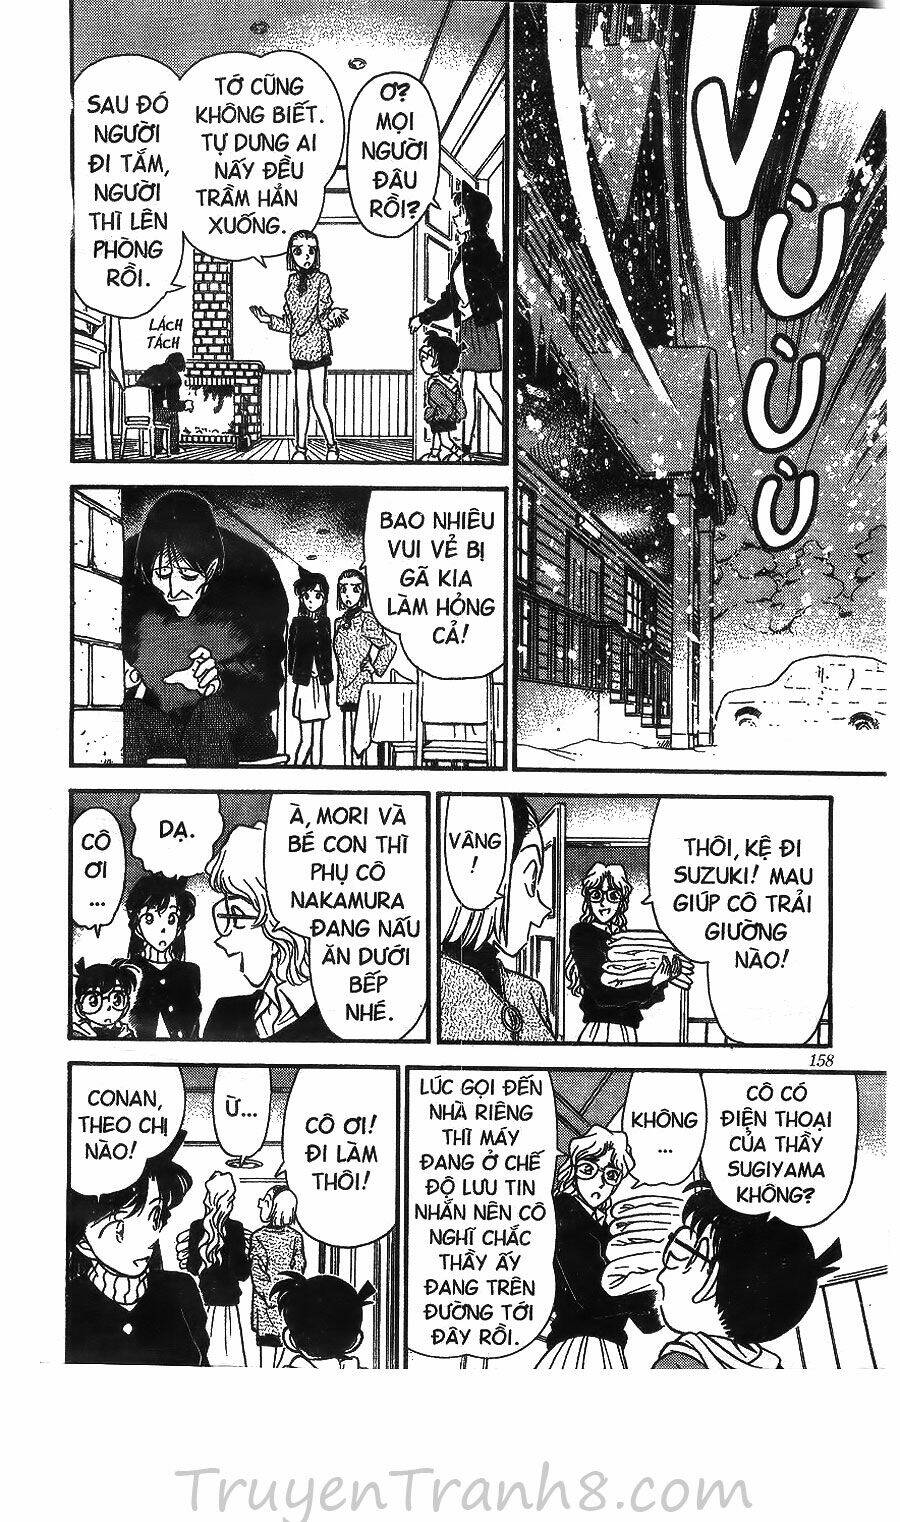 VÙÙÙÙ
Ơ?
MỌI
NGƯỜI
ĐÂU
RỒI?
TỚ CŨNG
KHÔNG BIẾT.
TỰ DƯNG AI
NẤY ĐỀU
TRẦM HẲN
XUỐNG.
SAU ĐÓ
NGƯỜI
ĐI TẮM,
NGƯỜI
THÌ LÊN
PHÒNG
RỒI.
LÁCH
TÁCH
BAO NHIÊU
VUI VẺ BỊ
GÃ KIA
LÀM HỎNG
CẢ!
THÔI, KỆ ĐI
SUZUKI! MAU
GIÚP CÔ TRẢI
GIƯỜNG
NÀO!
VÂNG
!
À, MORI VÀ
BÉ CON THÌ
PHỤ CÔ
NAKAMURA
ĐANG NẤU
ĂN DƯỚI
BẾP
NHÉ.
DẠ.
CÔ
ƠI
...
158
CÔ CÓ
ĐIỆN THOẠI
CỦA THẦY
SUGIYAMA
KHÔNG?
KHÔNG
...
LÚC GỌI ĐẾN
NHÀ RIÊNG
THÌ MÁY
ĐANG Ở CHẾ
ĐỘ LƯU TIN
NHẮN NÊN CÔ
NGHĨ CHẮC
THẦY ẤY
ĐANG TRÊN
ĐƯỜNG TỚI
ĐÂY RỒI.
CÔ ƠI!
ĐI LÀM
THÔI!
Ừ...
CONAN,
THEO CHỊ
NÀO!
TruyenTranh8.com